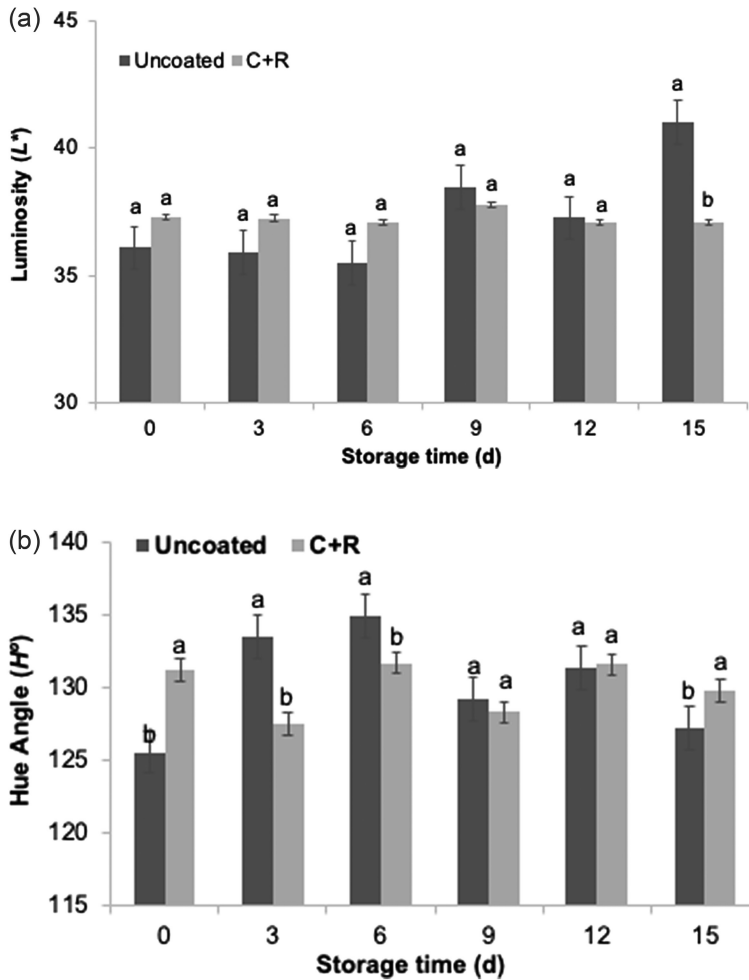 (a)
45
Uncoated C+R
a
40
a a
a a
a a
a a
a a
b
35
30
0 3 6 9 12 15
Luminosity (L*)
Storage time (d)
(b)
140
Uncoated C+R
135
a
a
b
a
b
a a
a a
a
b
b
130
125
120
115
0 3 6 9 12 15
Hue Angle (Hº)
Storage time (d)